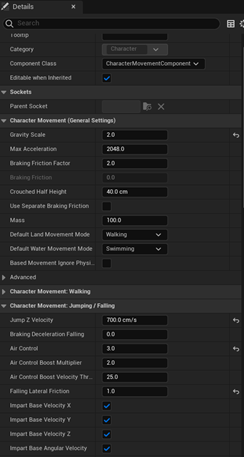 Details
Search
Tooltip
Category Character
Component Class CharacterMovementComponent
Editable when Inherited
Sockets
Parent Socket
Character Movement (General Settings)
Gravity Scale 2.0
Max Acceleration 2048.0
Braking Friction Factor 2.0
Braking Friction 0.0
Crouched Half Height 40.0 cm
Use Separate Braking Friction
Mass 100.0
Default Land Movement Mode Walking
Default Water Movement Mode Swimming
Based Movement Ignore Physi...
Advanced
Character Movement: Walking
Character Movement: Jumping / Falling
Jump Z Velocity 700.0 cm/s
Braking Deceleration Falling 0.0
Air Control 3.0
Air Control Boost Multiplier 2.0
Air Control Boost Velocity Thr... 25.0
Falling Lateral Friction 1.0
Impart Base Velocity X
Impart Base Velocity Y
Impart Base Velocity Z
Impart Base Angular Velocity